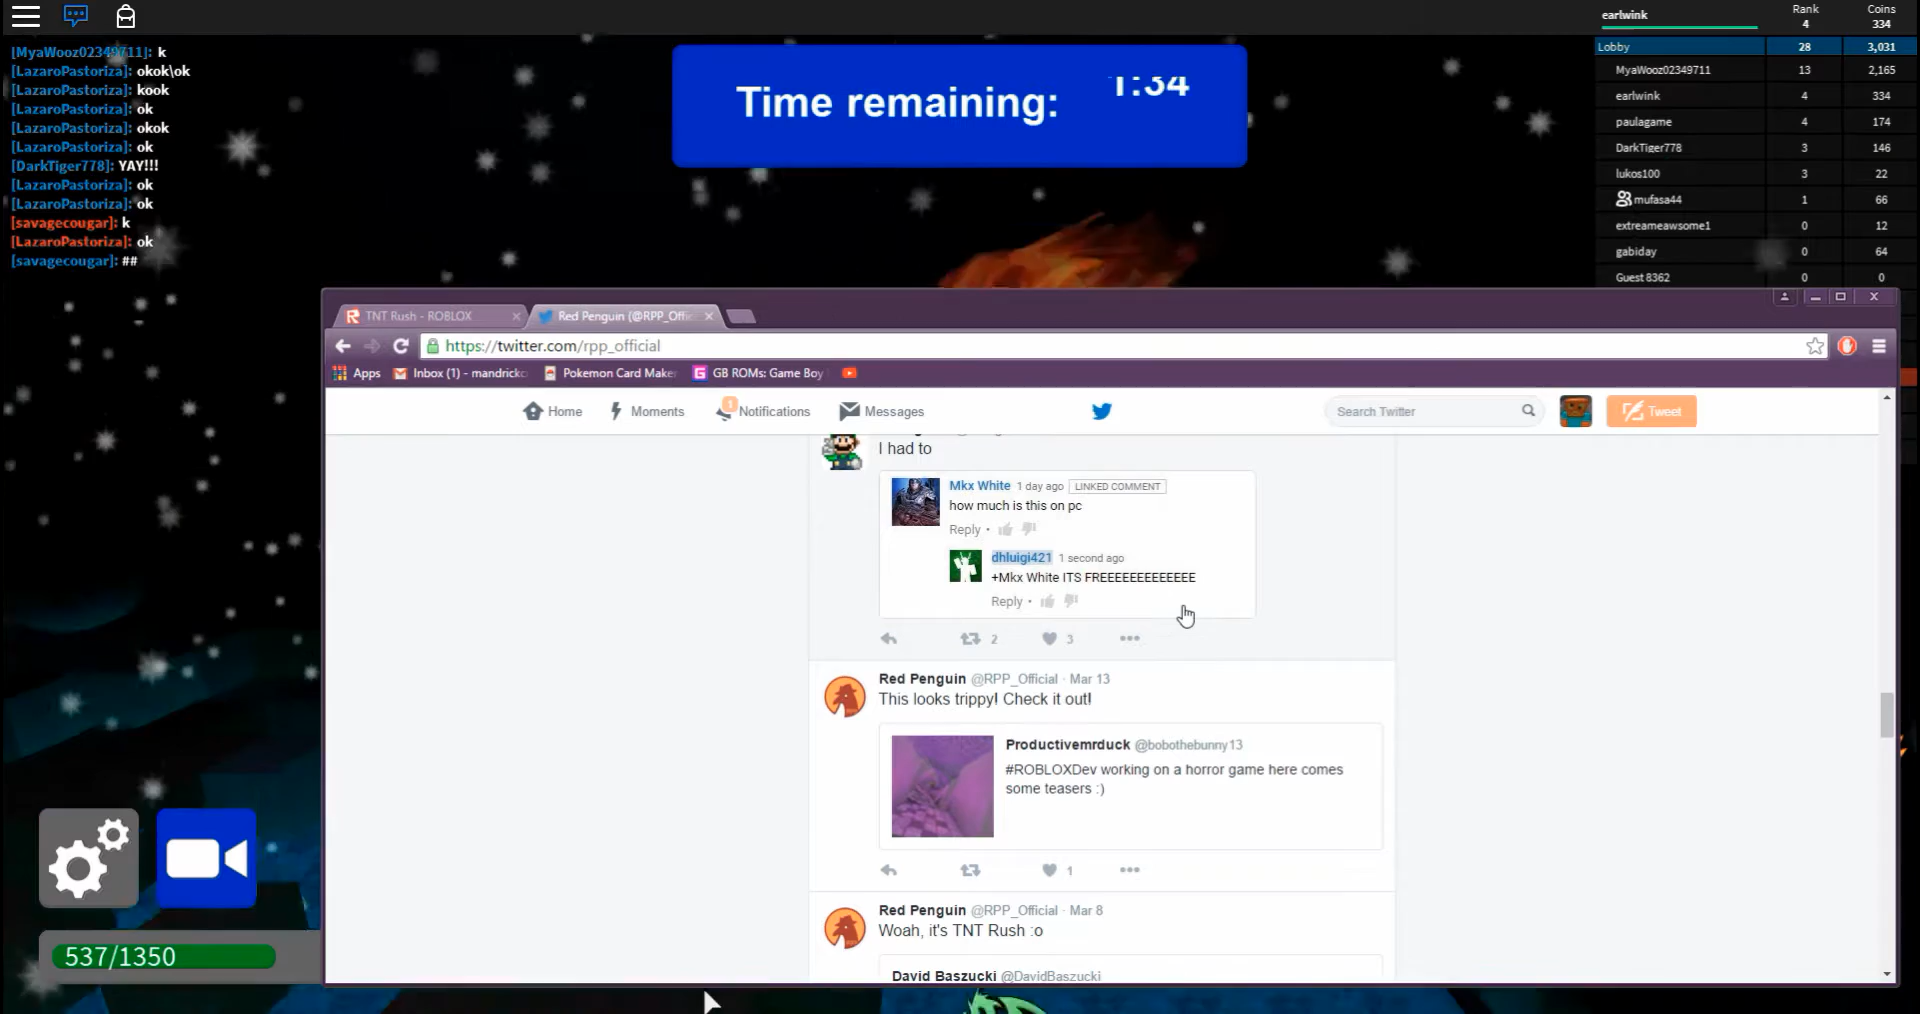 earlwink
Rank
4
Coins
334
[MyaWooz02349711]: k
[LazaroPastoriza]: okok\ok
[LazaroPastoriza]: kook
[LazaroPastoriza]: ok
[LazaroPastoriza]: okok
[LazaroPastoriza]: ok
[DarkTiger778]: YAY!!!
[LazaroPastoriza]: ok
[LazaroPastoriza]: ok
[savagecougar]: k
[LazaroPastoriza]: ok
[savagecougar]: ##
Time remaining: 1:34
Lobby 28 3,031
MyaWooz02349711 13 2,165
earlwink 4 334
paulagame 4 174
DarkTiger778 3 146
lukos100 3 22
mufasa44 1 66
extreameawsome1 0 12
gabiday 0 64
Guest 8362 0 0
TNT Rush - ROBLOX
Red Penguin (@RPP_Offic
https://twitter.com/rpp_official
Apps Inbox (1) - mandrickc Pokemon Card Make GB ROMs: Game Boy
Home Moments 1 Notifications Messages Search Twitter Tweet
I had to
Mkx White 1 day ago LINKED COMMENT
how much is this on pc
Reply •
dhluigi421 1 second ago
+Mkx White ITS FREEEEEEEEEEEEE
Reply •
2 3 •••
Red Penguin @RPP_Official · Mar 13
This looks trippy! Check it out!
Productivemrduck @bobothebunny13
#ROBLOXDev working on a horror game here comes
some teasers :)
1 •••
Red Penguin @RPP_Official · Mar 8
Woah, it's TNT Rush :o
David Baszucki @DavidBaszucki
537/1350